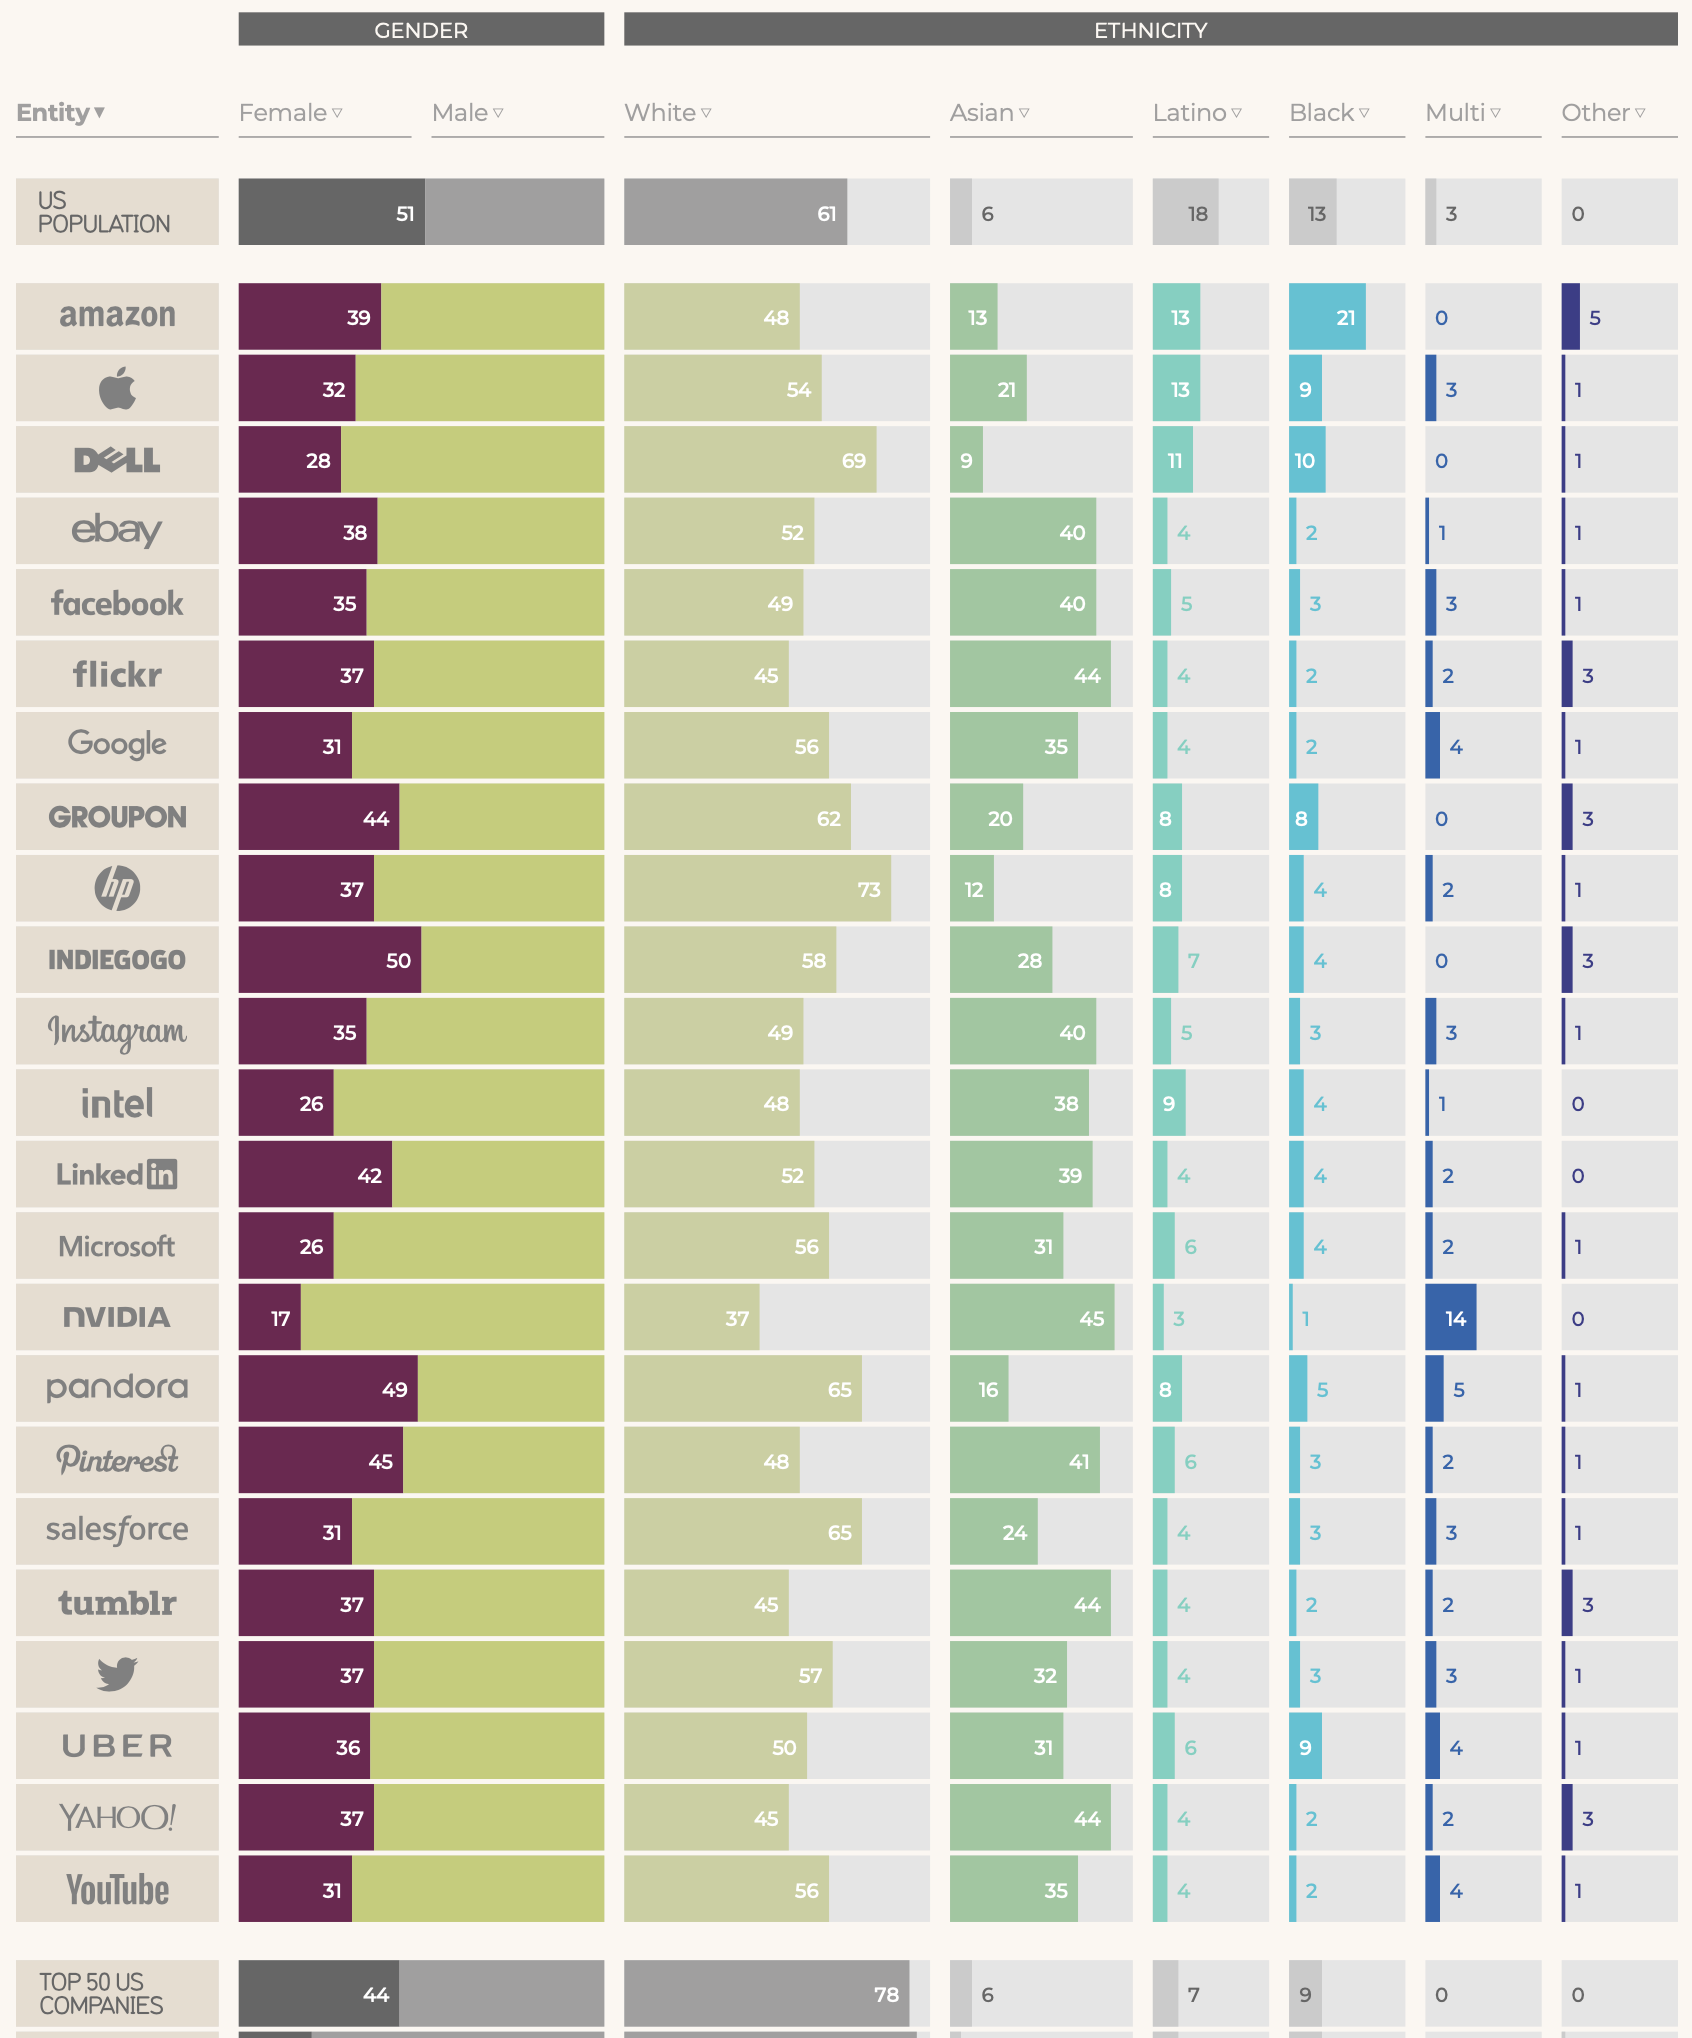 GENDER ETHNICITY
Entity▼ Female▽ Male▽ White▽ Asian▽ Latino▽ Black▽ Multi▽ Other▽
US
POPULATION 51 61 6 18 13 3 0
amazon 39 48 13 13 21 0 5
32 54 21 13 9 3 1
DELL 28 69 9 11 10 0 1
ebay 38 52 40 4 2 1 1
facebook 35 49 40 5 3 3 1
flickr 37 45 44 4 2 2 3
Google 31 56 35 4 2 4 1
GROUPON 44 62 20 8 8 0 3
hp 37 73 12 8 4 2 1
INDIEGOGO 50 58 28 7 4 0 3
Instagram 35 49 40 5 3 3 1
intel 26 48 38 9 4 1 0
Linked in 42 52 39 4 4 2 0
Microsoft 26 56 31 6 4 2 1
nVIDIA 17 37 45 3 1 14 0
pandora 49 65 16 8 5 5 1
Pinterest 45 48 41 6 3 2 1
salesforce 31 65 24 4 3 3 1
tumblr 37 45 44 4 2 2 3
37 57 32 4 3 3 1
UBER 36 50 31 6 9 4 1
YAHOO! 37 45 44 4 2 2 3
YouTube 31 56 35 4 2 4 1
TOP 50 US
COMPANIES 44 78 6 7 9 0 0